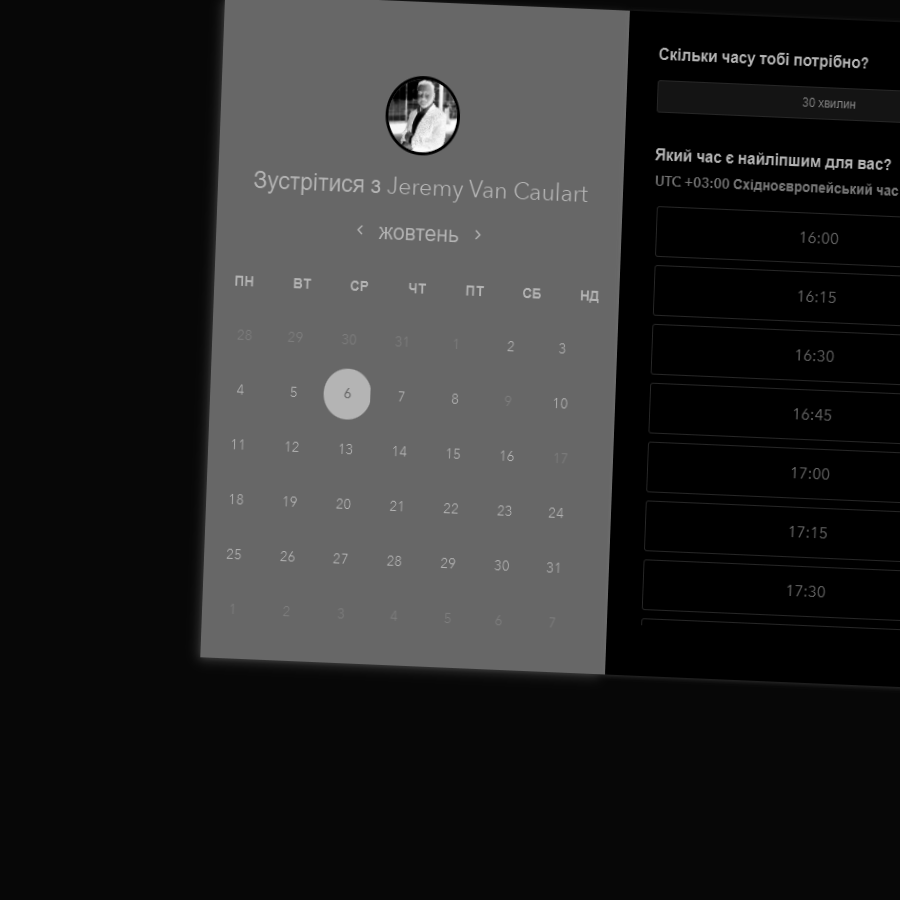 Зустрітися з Jeremy Van Caulart
жовтень
ПН ВТ СР ЧТ ПТ СБ НД
28 29 30 31 1 2 3
4 5 6 7 8 9 10
11 12 13 14 15 16 17
18 19 20 21 22 23 24
25 26 27 28 29 30 31
1 2 3 4 5 6 7
Скільки часу тобі потрібно?
30 хвилин
Який час є найліпшим для вас?
UTC +03:00 Східноєвропейський час
16:00
16:15
16:30
16:45
17:00
17:15
17:30